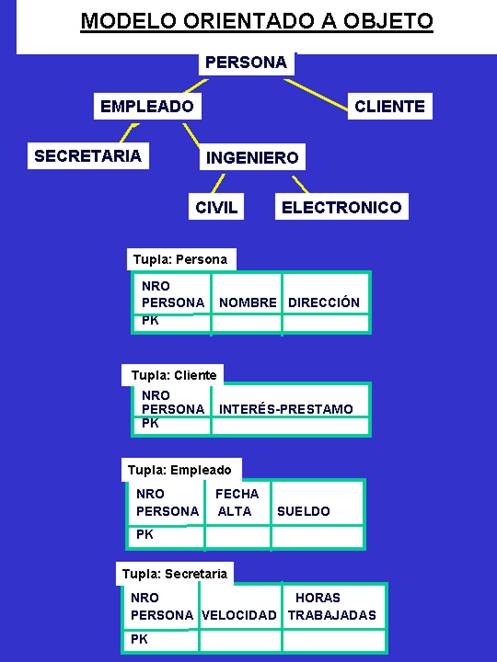 MODELO ORIENTADO A OBJETO
PERSONA
EMPLEADO
CLIENTE
SECRETARIA
INGENIERO
CIVIL
ELECTRONICO
Tupla: Persona
NRO
PERSONA NOMBRE DIRECCIÓN
PK
Tupla: Cliente
NRO
PERSONA INTERÉS-PRESTAMO
PK
Tupla: Empleado
NRO FECHA
PERSONA ALTA SUELDO
PK
Tupla: Secretaria
NRO HORAS
PERSONA VELOCIDAD TRABAJADAS
PK